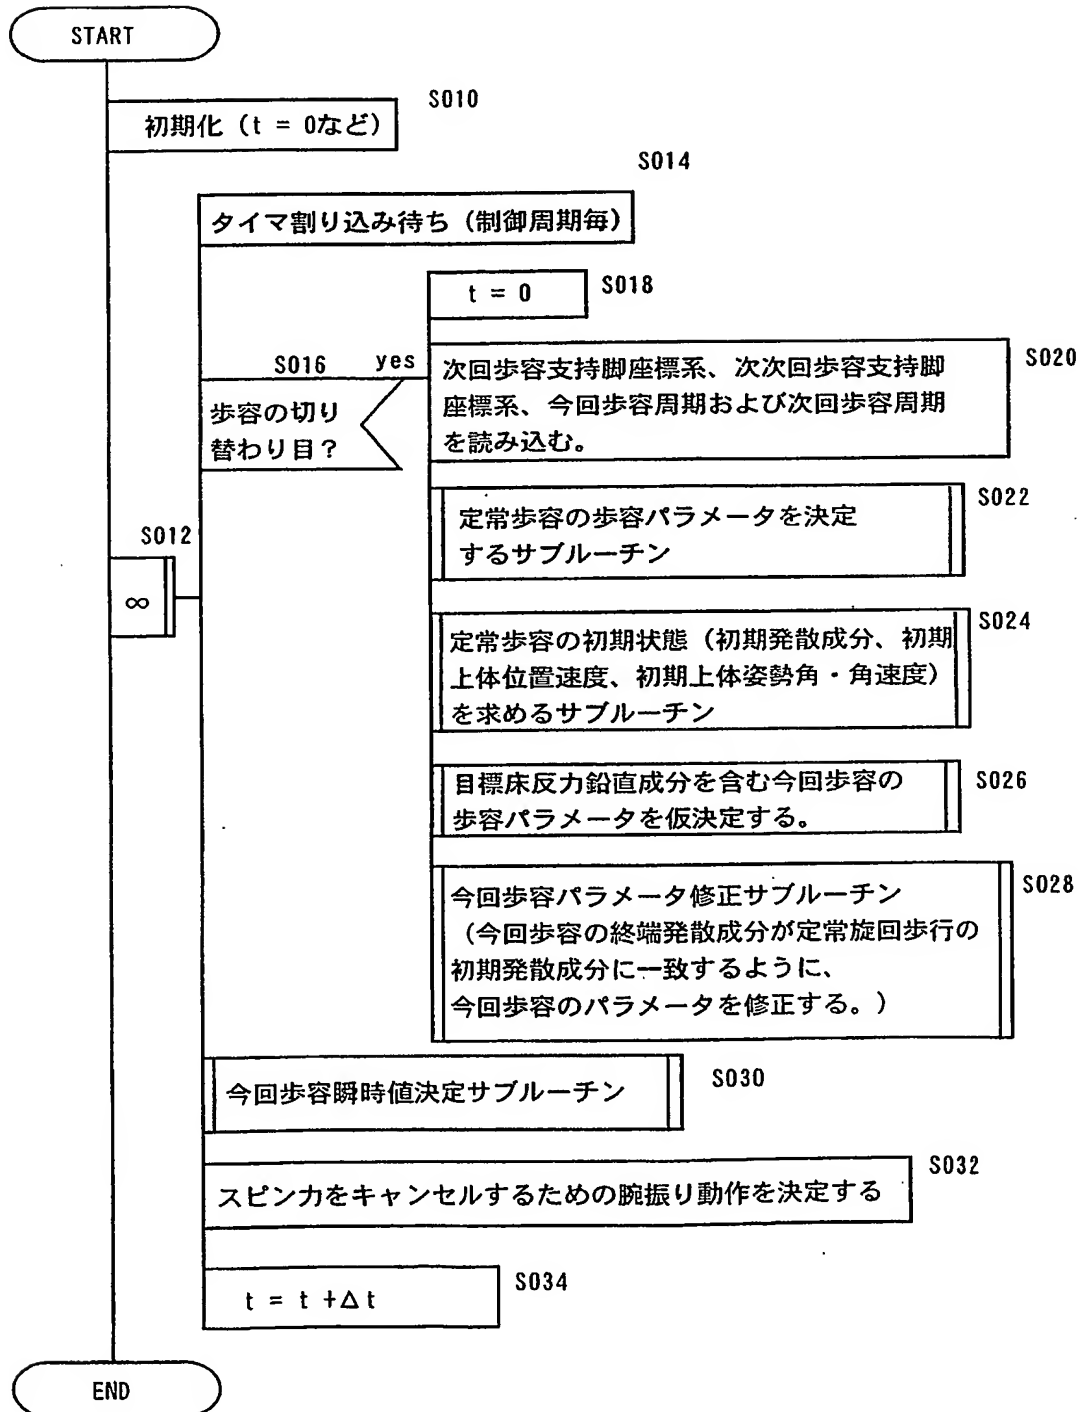 START
S010
初期化（t = 0など）
S014
タイマ割り込み待ち（制御周期毎）
t = 0
S018
S016
yes
歩容の切り
替わり目？
次回歩容支持脚座標系、次次回歩容支持脚
座標系、今回歩容周期および次回歩容周期
を読み込む。
S020
定常歩容の歩容パラメータを決定
するサブルーチン
S022
S012
∞
定常歩容の初期状態（初期発散成分、初期
上体位置速度、初期上体姿勢角・角速度）
を求めるサブルーチン
S024
目標床反力鉛直成分を含む今回歩容の
歩容パラメータを仮決定する。
S026
今回歩容パラメータ修正サブルーチン
（今回歩容の終端発散成分が定常旋回歩行の
初期発散成分に一致するように、
今回歩容のパラメータを修正する。）
S028
今回歩容瞬時値決定サブルーチン
S030
スピン力をキャンセルするための腕振り動作を決定する
S032
t = t +Δt
S034
END